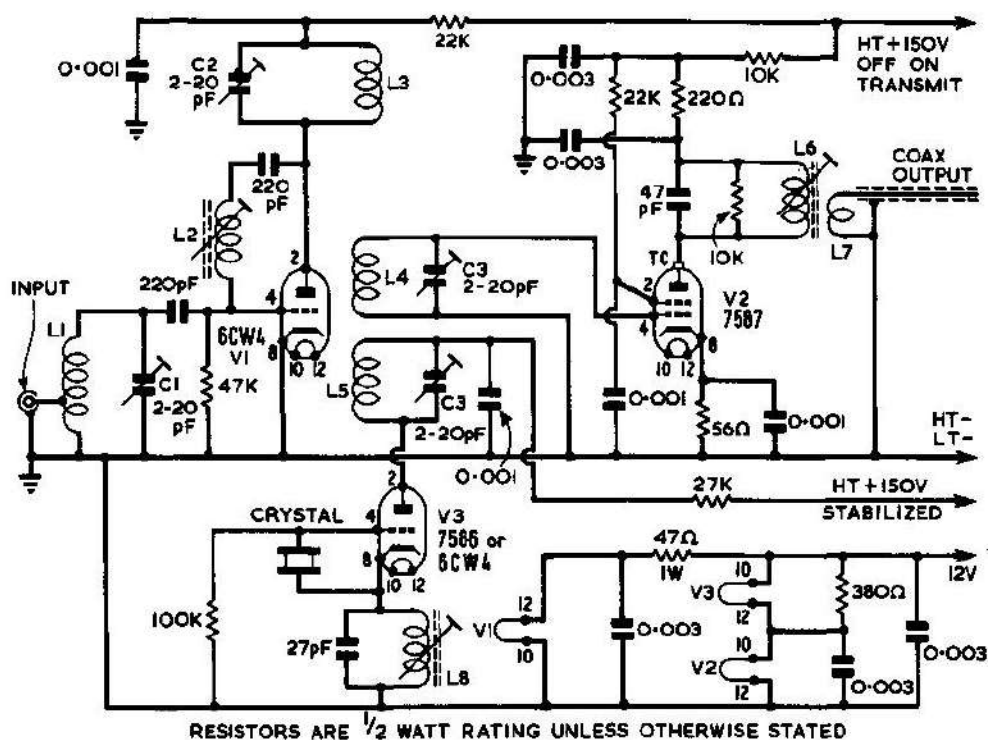 22K
HT+150V
OFF ON
TRANSMIT
0·001
C2
2-20
pF
L3
0·003
22K
220Ω
10K
0·003
220
pF
L2
47
pF
10K
L6
L7
COAX
OUTPUT
INPUT
L1
220pF
C1
2-20
pF
47K
2
4
6CW4
V1
8
10 12
L4
C3
2-20pF
L5
C3
2-20pF
0·001
TC
2
4
V2
7587
8
10 12
0·001
56Ω
0·001
HT-
LT-
27K
HT+150V
STABILIZED
CRYSTAL
2
4
8
10 12
V3
7586 or
6CW4
100K
27pF
L8
V1
12
10
0·003
47Ω
1W
12V
V3
10
12
380Ω
V2
10
12
0·003
0·003
RESISTORS ARE 1/2 WATT RATING UNLESS OTHERWISE STATED